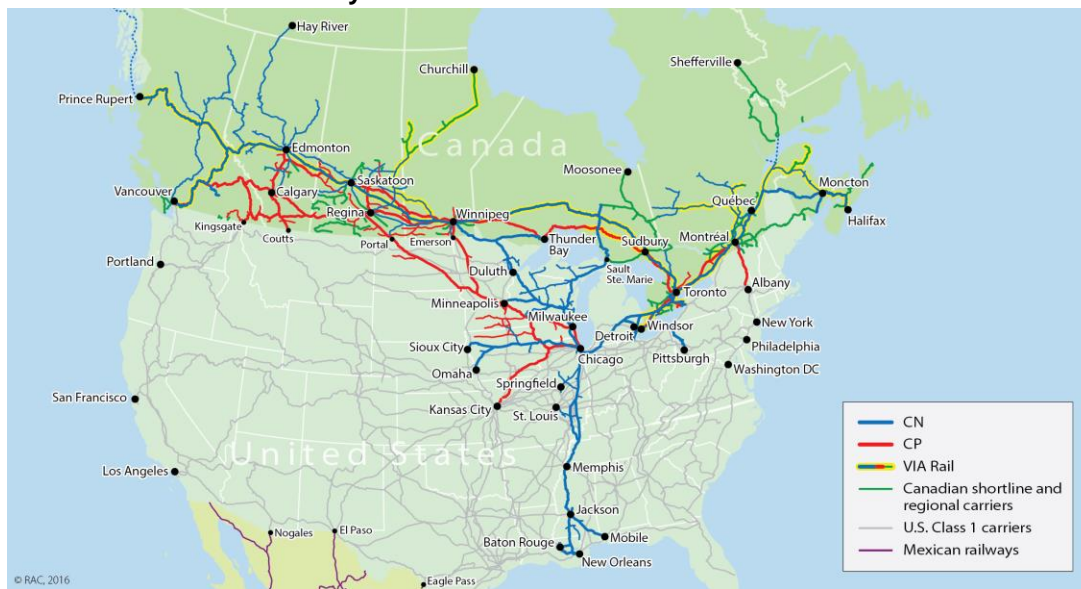 Hay River
Churchill
Shefferville
Prince Rupert
Edmonton
Canada
Moosonee
Saskatoon
Vancouver
Calgary
Moncton
Québec
Regina
Winnipeg
Halifax
Kingsgate
Coutts
Portal
Emerson
Thunder
Bay
Sudbury
Montréal
Portland
Duluth
Sault
Ste. Marie
Toronto
Albany
Minneapolis
Milwaukee
New York
Detroit
Windsor
Sioux City
Chicago
Pittsburgh
Philadelphia
Omaha
Washington DC
Springfield
San Francisco
Kansas City
St. Louis
United States
Los Angeles
Memphis
Jackson
Nogales
El Paso
Baton Rouge
Mobile
New Orleans
Eagle Pass
CN
CP
VIA Rail
Canadian shortline and
regional carriers
U.S. Class 1 carriers
Mexican railways
© RAC, 2016